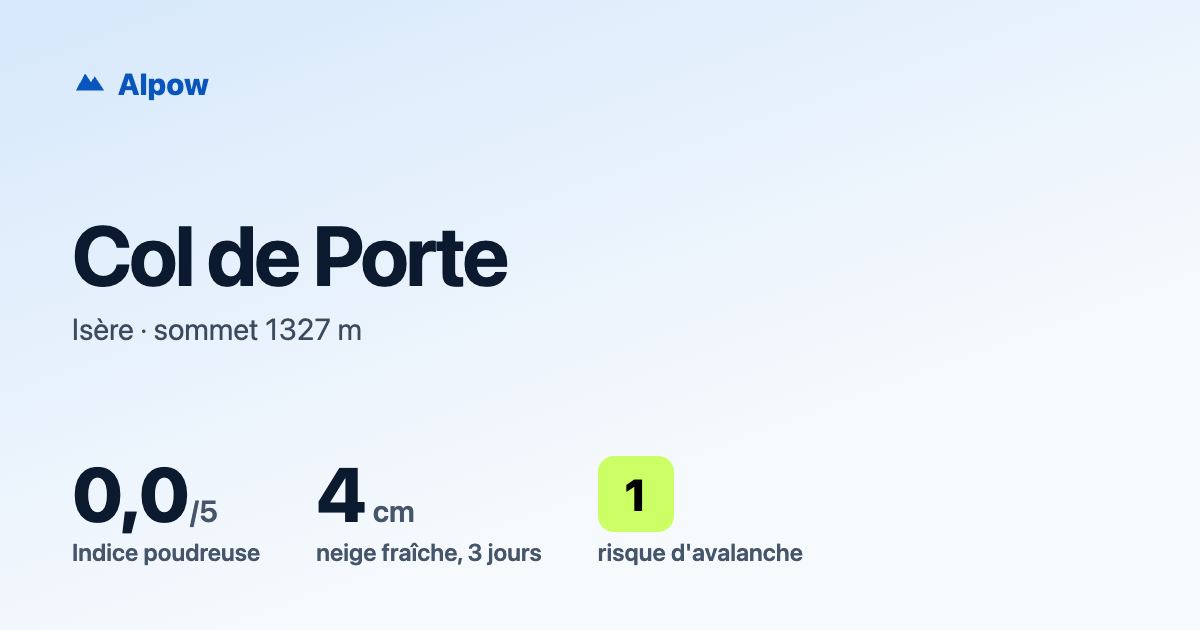 Alpow
Col de Porte
Isère · sommet 1327 m
0,0/5
4 cm
1
Indice poudreuse
neige fraîche, 3 jours
risque d'avalanche